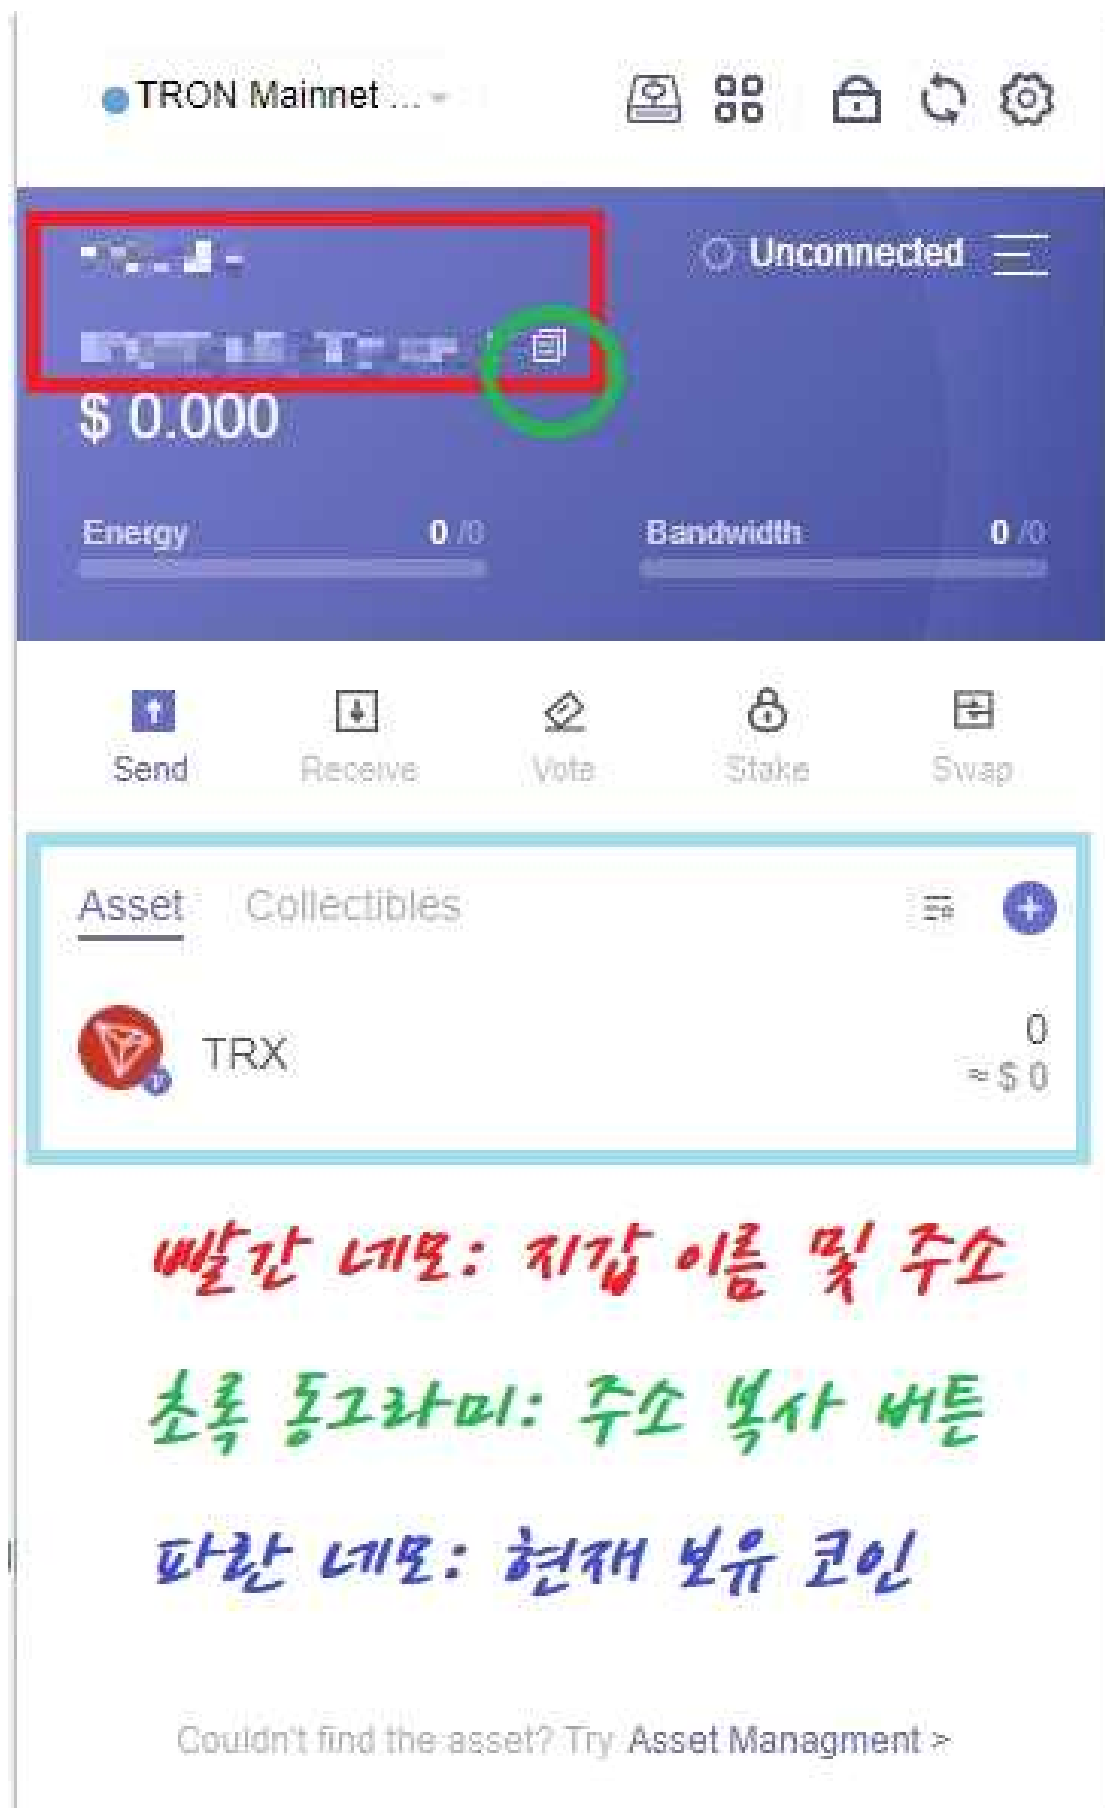 TRON Mainnet ...
Unconnected
$ 0.000
Energy 0 /0 Bandwidth 0 /0
Send Receive Vote Stake Swap
Asset Collectibles
TRX 0
≈ $ 0
빨간 네모: 지갑 이름 및 주소
초록 동그라미: 주소 복사 버튼
파란 네모: 현재 보유 코인
Couldn't find the asset? Try Asset Managment >